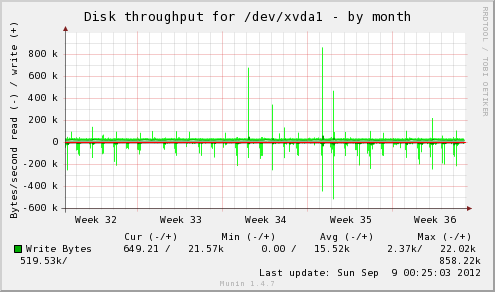 Disk throughput for /dev/xvda1 - by month
RRDTOOL / TOBI OETIKER
Bytes/second read (-) / write (+)
800 k
600 k
400 k
200 k
0
-200 k
-400 k
-600 k
Week 32 Week 33 Week 34 Week 35 Week 36
Cur (-/+) Min (-/+) Avg (-/+) Max (-/+)
Write Bytes 649.21 / 21.57k 0.00 / 15.52k 2.37k/ 22.02k
519.53k/ 858.22k
Last update: Sun Sep 9 00:25:03 2012
Munin 1.4.7